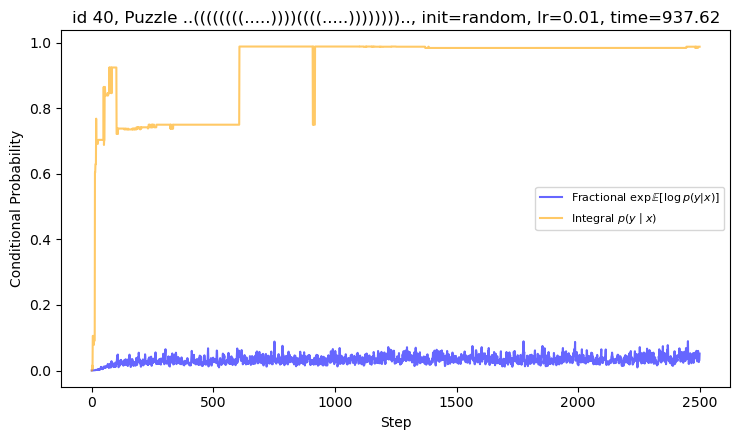 id 40, Puzzle ..((((((((.....))))((((.....)))))))).., init=random, lr=0.01, time=937.62
1.0
0.8
0.6
0.4
0.2
0.0
Conditional Probability
Fractional exp𝔼[log p(y|x)]
Integral p(y | x)
0
500
1000
1500
2000
2500
Step